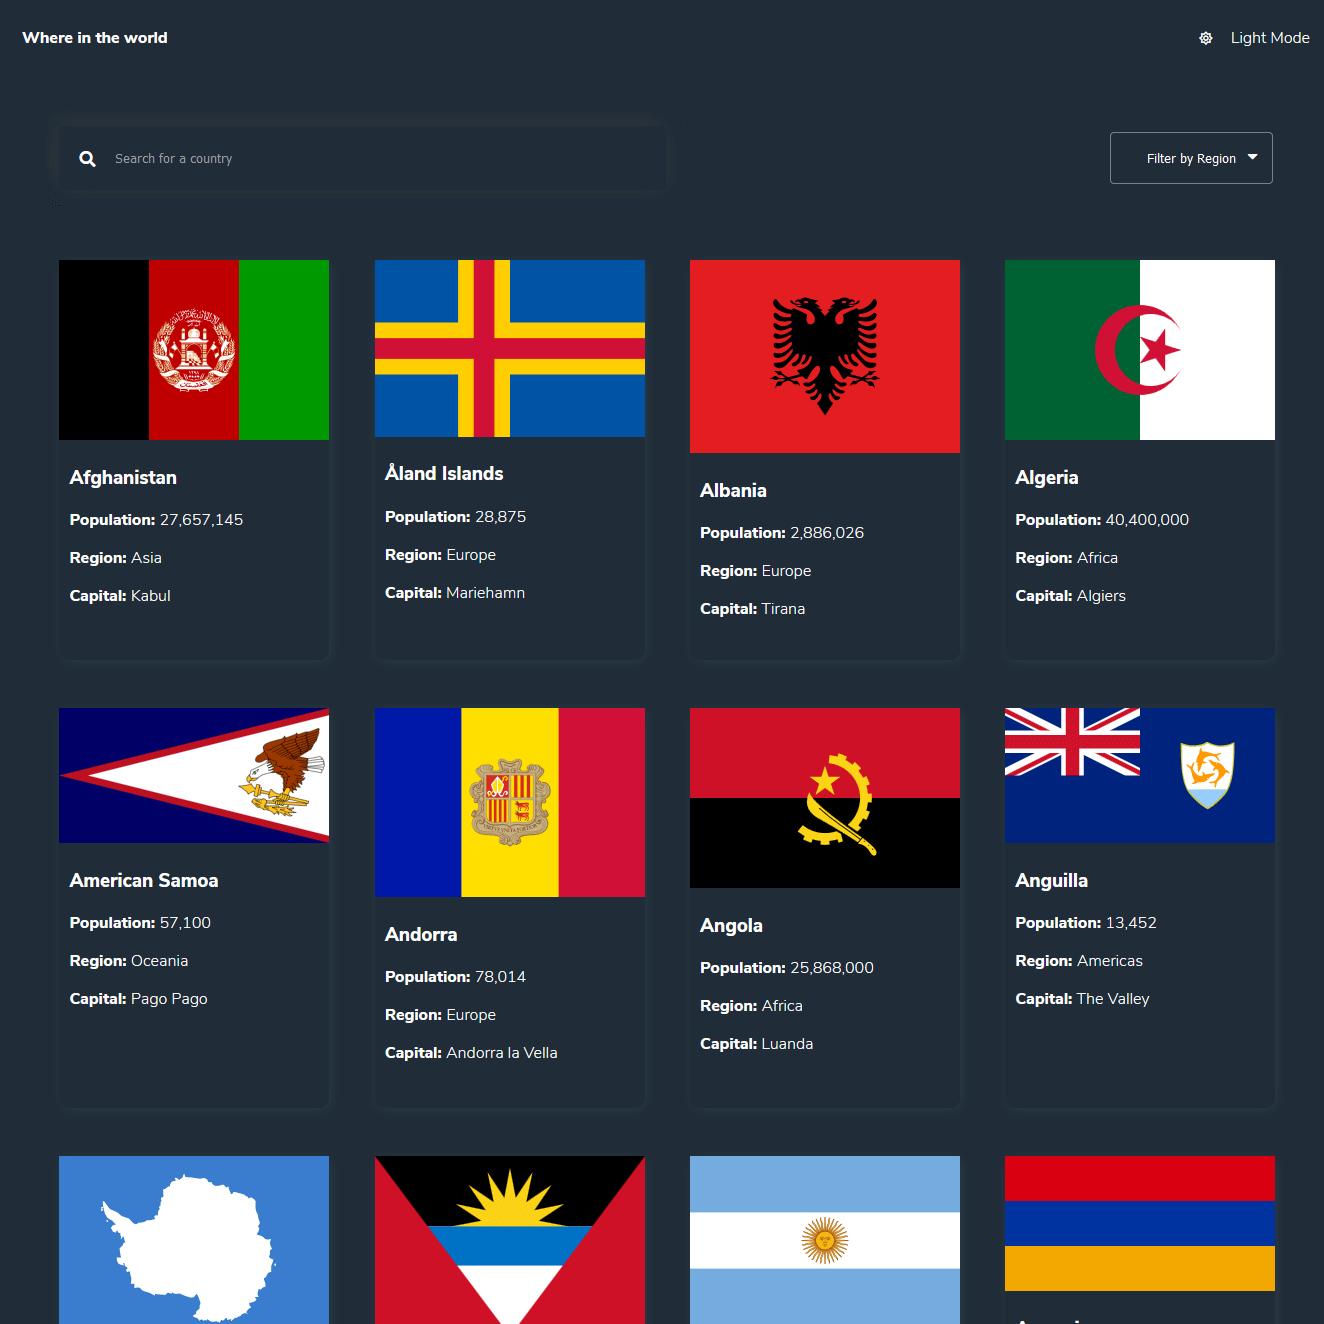 Where in the world
Light Mode
Search for a country
Filter by Region
Afghanistan
Population: 27,657,145
Region: Asia
Capital: Kabul
Åland Islands
Population: 28,875
Region: Europe
Capital: Mariehamn
Albania
Population: 2,886,026
Region: Europe
Capital: Tirana
Algeria
Population: 40,400,000
Region: Africa
Capital: Algiers
American Samoa
Population: 57,100
Region: Oceania
Capital: Pago Pago
Andorra
Population: 78,014
Region: Europe
Capital: Andorra la Vella
Angola
Population: 25,868,000
Region: Africa
Capital: Luanda
Anguilla
Population: 13,452
Region: Americas
Capital: The Valley